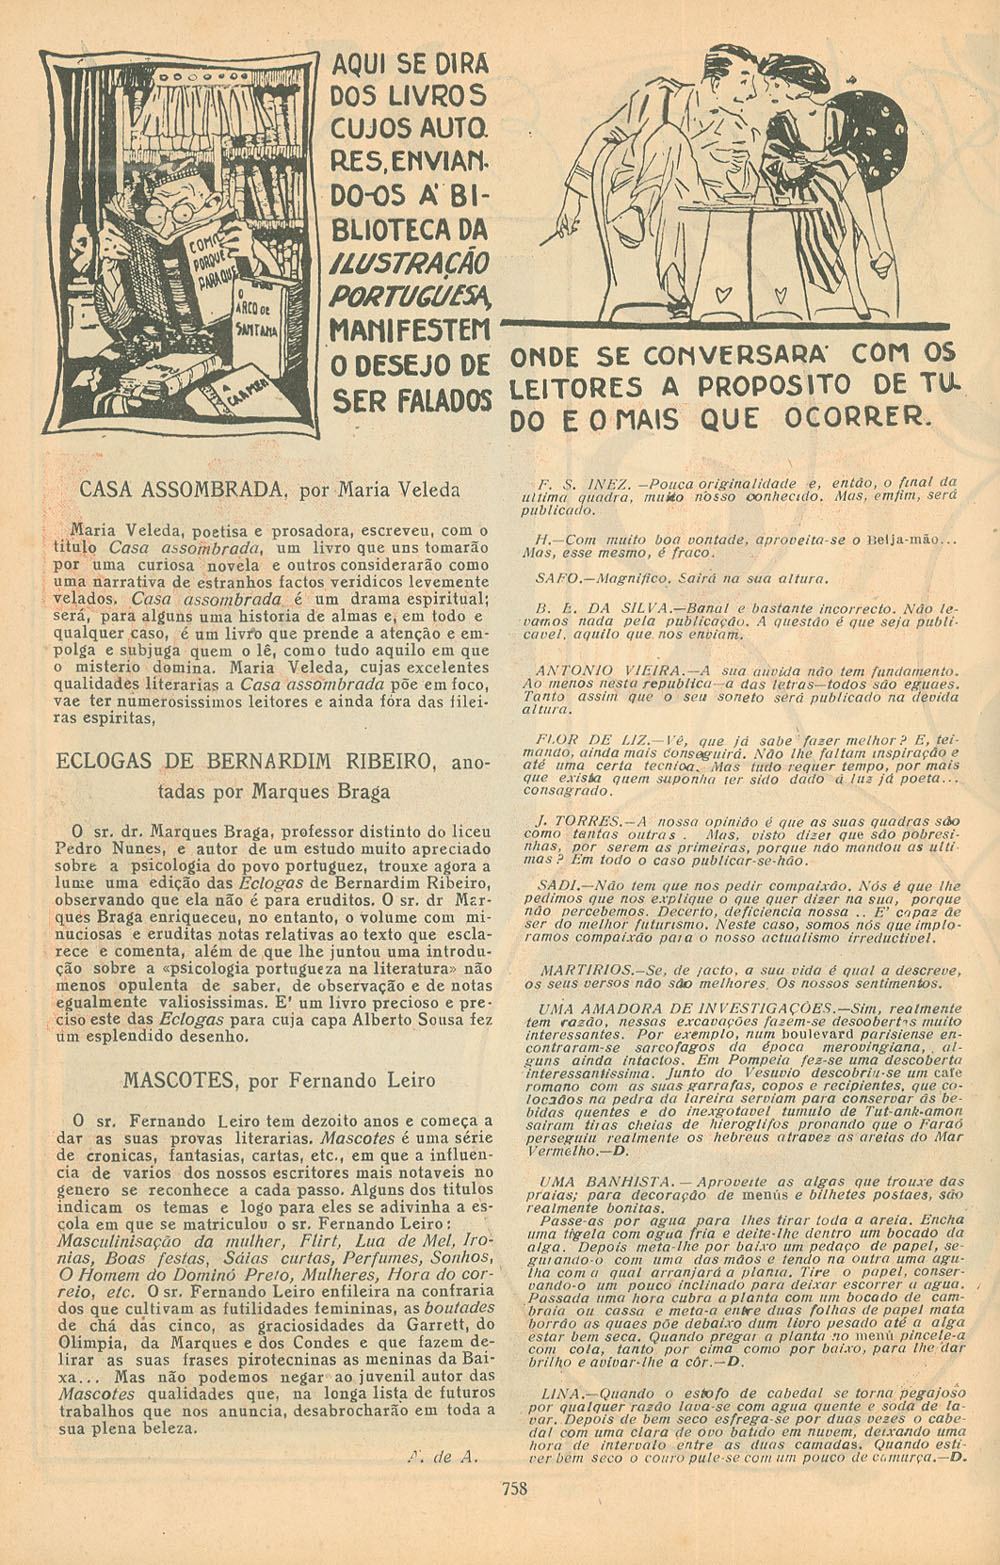 AQUI SE DIRÁ
DOS LIVROS
CUJOS AUTO.
RES, ENVIAN-
DO-OS A' BI-
BLIOTECA DA
ILUSTRAÇÃO
PORTUGUESA,
MANIFESTEM
O DESEJO DE
SER FALADOS
COMO
PORQUE
PARAQUE
O
ARCO DE
SANTANA
A
CARMEN
ONDE SE CONVERSARA' COM OS
LEITORES A PROPOSITO DE TU-
DO E O MAIS QUE OCORRER.
CASA ASSOMBRADA, por Maria Veleda
Maria Veleda, poetisa e prosadora, escreveu, com o
titulo Casa assombrada, um livro que uns tomarão
por uma curiosa novela e outros considerarão como
uma narrativa de estranhos factos veridicos levemente
velados. Casa assombrada é um drama espiritual;
será, para alguns uma historia de almas e, em todo e
qualquer caso, é um livro que prende a atenção e em-
polga e subjuga quem o lê, como tudo aquilo em que
o misterio domina. Maria Veleda, cujas excelentes
qualidades literarias a Casa assombrada põe em foco,
vae ter numerosissimos leitores e ainda fóra das filei-
ras espiritas,
ECLOGAS DE BERNARDIM RIBEIRO, ano-
tadas por Marques Braga
O sr. dr. Marques Braga, professor distinto do liceu
Pedro Nunes, e autor de um estudo muito apreciado
sobre a psicologia do povo portuguez, trouxe agora a
lume uma edição das Eclogas de Bernardim Ribeiro,
observando que ela não é para eruditos. O sr. dr Mar-
ques Braga enriqueceu, no entanto, o volume com mi-
nuciosas e eruditas notas relativas ao texto que escla-
rece e comenta, além de que lhe juntou uma introdu-
ção sobre a «psicologia portugueza na literatura» não
menos opulenta de saber, de observação e de notas
egualmente valiosissimas. E' um livro precioso e pre-
ciso este das Eclogas para cuja capa Alberto Sousa fez
um esplendido desenho.
MASCOTES, por Fernando Leiro
O sr. Fernando Leiro tem dezoito anos e começa a
dar as suas provas literarias. Mascotes é uma série
de cronicas, fantasias, cartas, etc., em que a influen-
cia de varios dos nossos escritores mais notaveis no
genero se reconhece a cada passo. Alguns dos titulos
indicam os temas e logo para eles se adivinha a es-
cola em que se matriculou o sr. Fernando Leiro:
Masculinisação da mulher, Flirt, Lua de Mel, Iro-
nias, Boas festas, Sáias curtas, Perfumes, Sonhos,
O Homem do Dominó Preto, Mulheres, Hora do cor-
reio, etc. O sr. Fernando Leiro enfileira na confraria
dos que cultivam as futilidades femininas, as boutades
de chá das cinco, as graciosidades da Garrett, do
Olimpia, da Marques e dos Condes e que fazem de-
lirar as suas frases pirotecninas as meninas da Bai-
xa... Mas não podemos negar ao juvenil autor das
Mascotes qualidades que, na longa lista de futuros
trabalhos que nos anuncia, desabrocharão em toda a
sua plena beleza.
A. de A.
F. S. INEZ. —Pouca originalidade e, então, o final da
ultima quadra, muito nosso conhecido. Mas, emfim, será
publicado.
H.—Com muito boa vontade, aproveita-se o Beija-mão...
Mas, esse mesmo, é fraco.
SAFO.—Magnifico. Sairá na sua altura.
B. E. DA SILVA.—Banal e bastante incorrecto. Não le-
vamos nada pela publicação. A questão é que seja publi-
cavel, aquilo que nos enviam.
ANTONIO VIEIRA.—A sua duvida não tem fundamento.
Ao menos nesta republica—a das letras—todos são eguaes.
Tanto assim que o seu soneto será publicado na devida
altura.
FLOR DE LIZ.—Vê, que já sabe fazer melhor? E, tei-
mando, ainda mais conseguirá. Não lhe faltam inspiração e
até uma certa tecnica. Mas tudo requer tempo, por mais
que exista quem suponha ter sido dado á luz já poeta...
consagrado.
J. TORRES.—A nossa opinião é que as suas quadras são
como tantas outras . Mas, visto dizer que são pobresi-
nhas, por serem as primeiras, porque não mandou as ulti-
mas? Em todo o caso publicar-se-hão.
SADI.—Não tem que nos pedir compaixão. Nós é que lhe
pedimos que nos explique o que quer dizer na sua, porque
não percebemos. Decerto, deficiencia nossa .. E' capaz de
ser do melhor futurismo. Neste caso, somos nós que implo-
ramos compaixão para o nosso actualismo irreductivel.
MARTIRIOS.—Se, de facto, a sua vida é qual a descreve,
os seus versos não são melhores. Os nossos sentimentos.
UMA AMADORA DE INVESTIGAÇÕES.—Sim, realmente
tem razão, nessas excavações fazem-se desoobertas muito
interessantes. Por exemplo, num boulevard parisiense en-
contraram-se sarcofagos da época merovingiana, al-
guns ainda intactos. Em Pompeia fez-se uma descoberta
interessantissima. Junto do Vesuvio descobriu-se um café
romano com as suas garrafas, copos e recipientes, que co-
locados na pedra da lareira serviam para conservar ás be-
bidas quentes e do inexgotavel tumulo de Tut-ank-amon
sairam tiras cheias de hieroglifos provando que o Faraó
perseguiu realmente os hebreus atravez as areias do Mar
Vermelho.—D.
UMA BANHISTA. — Aproveite as algas que trouxe das
praias; para decoração de menús e bilhetes postaes, são
realmente bonitas.
Passe-as por agua para lhes tirar toda a areia. Encha
uma tigela com agua fria e deite-lhe dentro um bocado da
alga. Depois meta-lhe por baixo um pedaço de papel, se-
gurando-o com uma das mãos e tendo na outra uma agu-
lha com a qual arranjará a planta. Tire o papel, conser-
vando-o um pouco inclinado para deixar escorrer a agua.
Passada uma hora cubra a planta com um bocado de cam-
braia ou cassa e meta-a entre duas folhas de papel mata
borrão as quaes põe debaixo dum livro pesado até a alga
estar bem seca. Quando pregar a planta no menú pincele-a
com cola, tanto por cima como por baixo, para lhe dar
brilho e avivar-lhe a côr.—D.
LINA.—Quando o estofo de cabedal se torna pegajoso
por qualquer razão lava-se com agua quente e soda de la-
var. Depois de bem seco esfrega-se por duas vezes o cabe-
dal com uma clara de ovo batido em nuvem, deixando uma
hora de intervalo entre as duas camadas. Quando esti-
ver bem seco o couro pule-se com um pouco de camurça.—D.
758